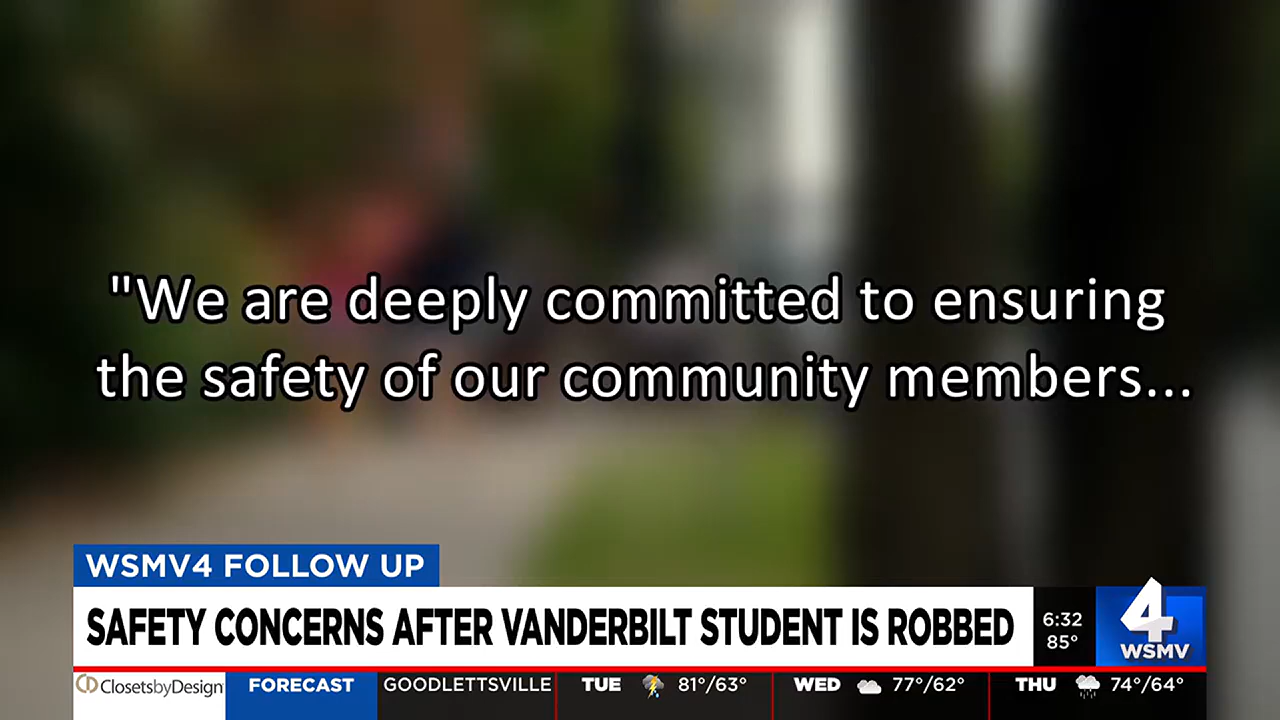 "We are deeply committed to ensuring
the safety of our community members...
WSMV4 FOLLOW UP
SAFETY CONCERNS AFTER VANDERBILT STUDENT IS ROBBED
6:32
85°
4
WSMV
ClosetsbyDesign
FORECAST
GOODLETTSVILLE
TUE 81°/63°
WED 77°/62°
THU 74°/64°